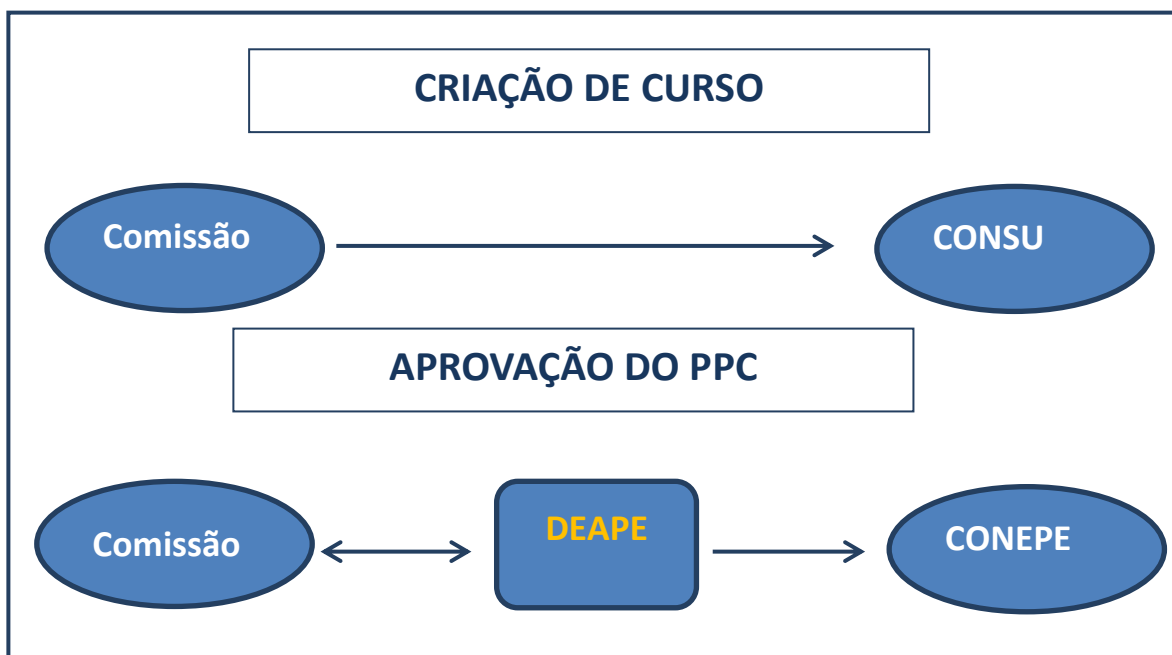 CRIAÇÃO DE CURSO
Comissão
CONSU
APROVAÇÃO DO PPC
Comissão
DEAPE
CONEPE